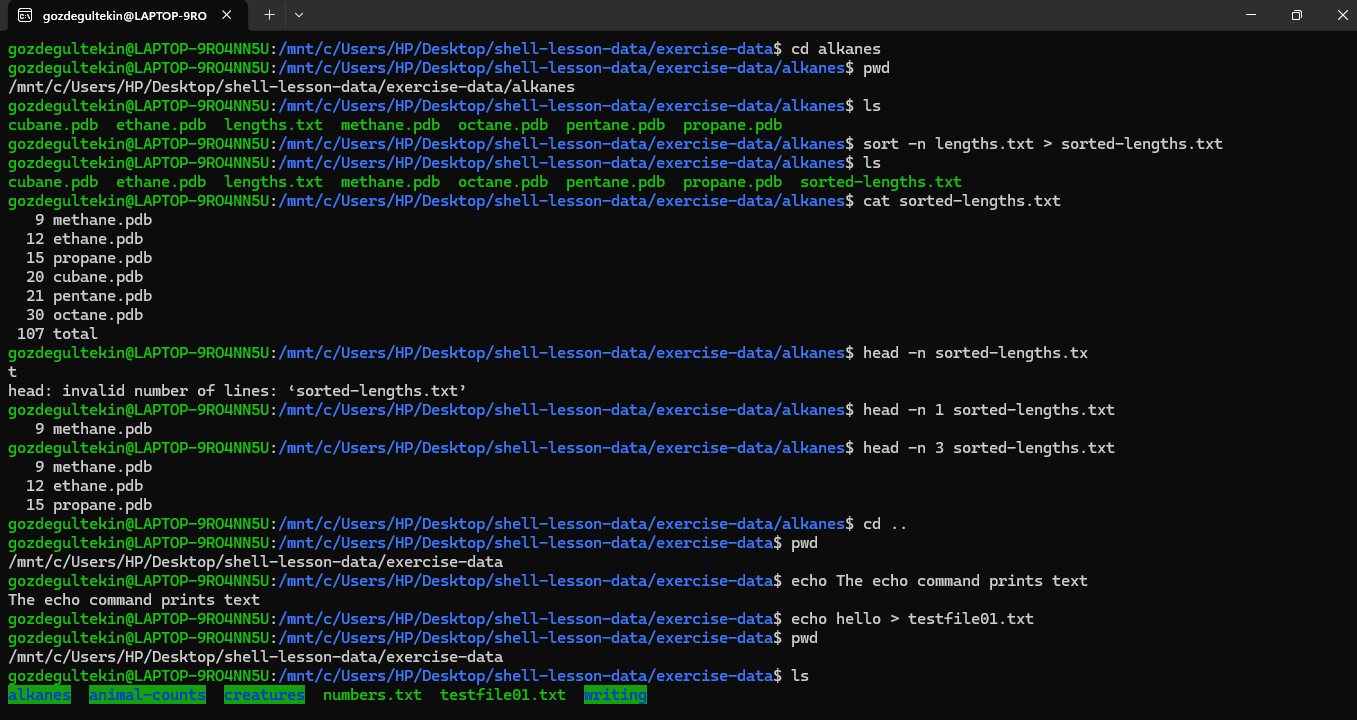 gozdegultekin@LAPTOP-9RO
gozdegultekin@LAPTOP-9RO4NN5U:/mnt/c/Users/HP/Desktop/shell-lesson-data/exercise-data$ cd alkanes
gozdegultekin@LAPTOP-9RO4NN5U:/mnt/c/Users/HP/Desktop/shell-lesson-data/exercise-data/alkanes$ pwd
/mnt/c/Users/HP/Desktop/shell-lesson-data/exercise-data/alkanes
gozdegultekin@LAPTOP-9RO4NN5U:/mnt/c/Users/HP/Desktop/shell-lesson-data/exercise-data/alkanes$ ls
cubane.pdb  ethane.pdb  lengths.txt  methane.pdb  octane.pdb  pentane.pdb  propane.pdb
gozdegultekin@LAPTOP-9RO4NN5U:/mnt/c/Users/HP/Desktop/shell-lesson-data/exercise-data/alkanes$ sort -n lengths.txt > sorted-lengths.txt
gozdegultekin@LAPTOP-9RO4NN5U:/mnt/c/Users/HP/Desktop/shell-lesson-data/exercise-data/alkanes$ ls
cubane.pdb  ethane.pdb  lengths.txt  methane.pdb  octane.pdb  pentane.pdb  propane.pdb  sorted-lengths.txt
gozdegultekin@LAPTOP-9RO4NN5U:/mnt/c/Users/HP/Desktop/shell-lesson-data/exercise-data/alkanes$ cat sorted-lengths.txt
   9 methane.pdb
  12 ethane.pdb
  15 propane.pdb
  20 cubane.pdb
  21 pentane.pdb
  30 octane.pdb
 107 total
gozdegultekin@LAPTOP-9RO4NN5U:/mnt/c/Users/HP/Desktop/shell-lesson-data/exercise-data/alkanes$ head -n sorted-lengths.tx
t
head: invalid number of lines: ‘sorted-lengths.txt’
gozdegultekin@LAPTOP-9RO4NN5U:/mnt/c/Users/HP/Desktop/shell-lesson-data/exercise-data/alkanes$ head -n 1 sorted-lengths.txt
   9 methane.pdb
gozdegultekin@LAPTOP-9RO4NN5U:/mnt/c/Users/HP/Desktop/shell-lesson-data/exercise-data/alkanes$ head -n 3 sorted-lengths.txt
   9 methane.pdb
  12 ethane.pdb
  15 propane.pdb
gozdegultekin@LAPTOP-9RO4NN5U:/mnt/c/Users/HP/Desktop/shell-lesson-data/exercise-data/alkanes$ cd ..
gozdegultekin@LAPTOP-9RO4NN5U:/mnt/c/Users/HP/Desktop/shell-lesson-data/exercise-data$ pwd
/mnt/c/Users/HP/Desktop/shell-lesson-data/exercise-data
gozdegultekin@LAPTOP-9RO4NN5U:/mnt/c/Users/HP/Desktop/shell-lesson-data/exercise-data$ echo The echo command prints text
The echo command prints text
gozdegultekin@LAPTOP-9RO4NN5U:/mnt/c/Users/HP/Desktop/shell-lesson-data/exercise-data$ echo hello > testfile01.txt
gozdegultekin@LAPTOP-9RO4NN5U:/mnt/c/Users/HP/Desktop/shell-lesson-data/exercise-data$ pwd
/mnt/c/Users/HP/Desktop/shell-lesson-data/exercise-data
gozdegultekin@LAPTOP-9RO4NN5U:/mnt/c/Users/HP/Desktop/shell-lesson-data/exercise-data$ ls
alkanes  animal-counts  creatures  numbers.txt  testfile01.txt  writing